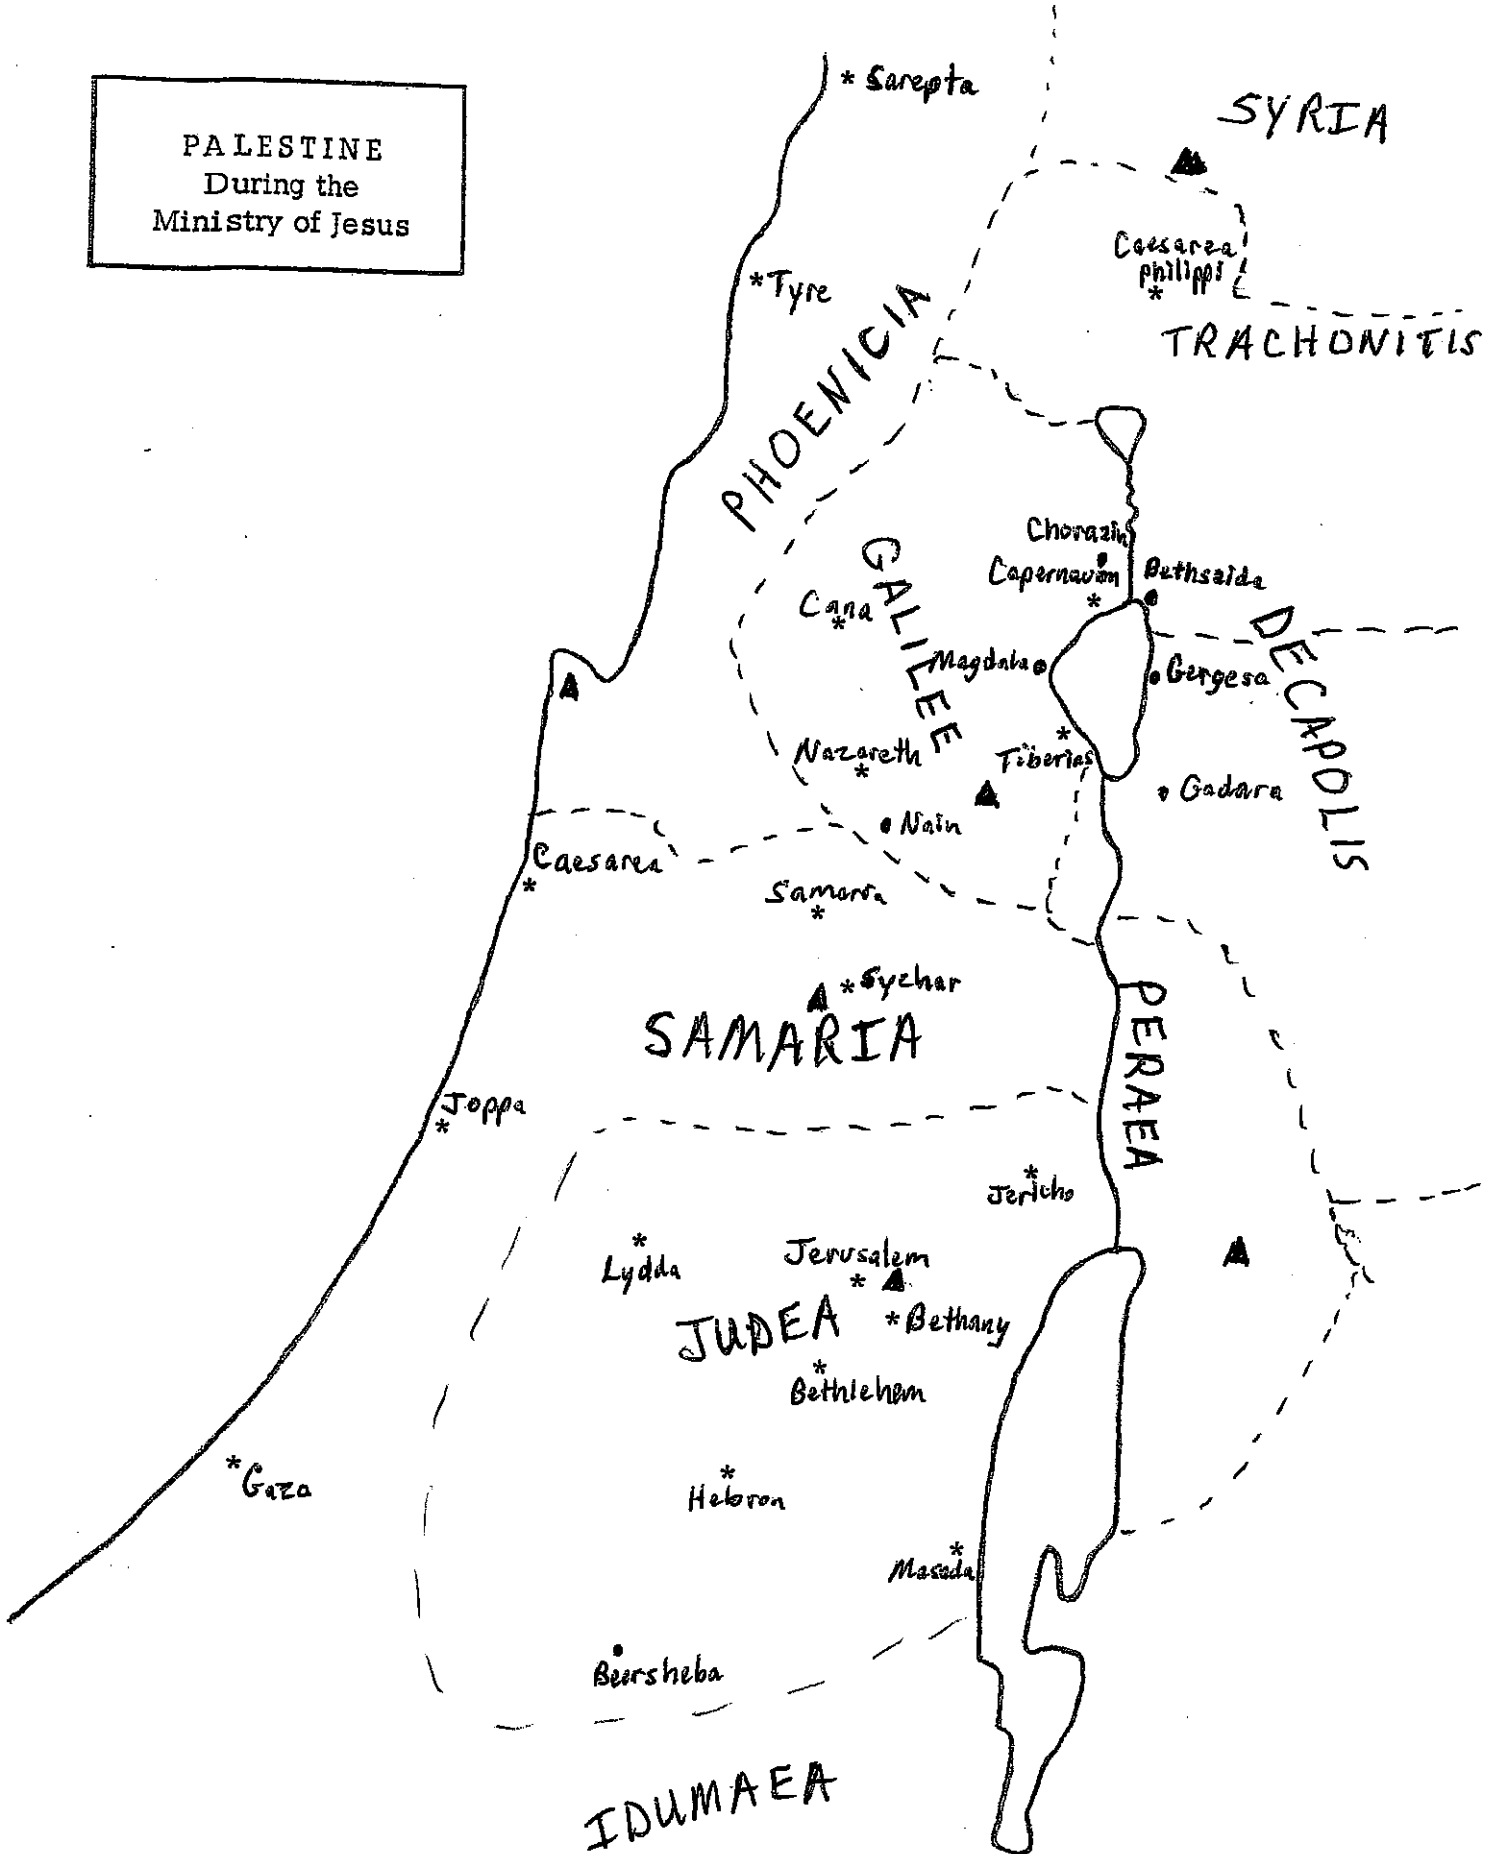 PALESTINE
During the
Ministry of Jesus
* Sarepta
SYRIA
Caesarea
philippi
*
* Tyre
TRACHONITIS
PHOENICIA
Chorazin
GALILEE
Capernaum
*
Bethsaida
Cana
*
DECAPOLIS
Magdala
Gergesa
*
Tiberias
Nazareth
*
Gadara
Nain
Caesarea
*
Samaria
*
* Sychar
SAMARIA
PERAEA
Joppa
*
*
Jericho
*
Lydda
Jerusalem
*
* Bethany
JUDEA
*
Bethlehem
* Gaza
*
Hebron
*
Masada
Beersheba
IDUMAEA